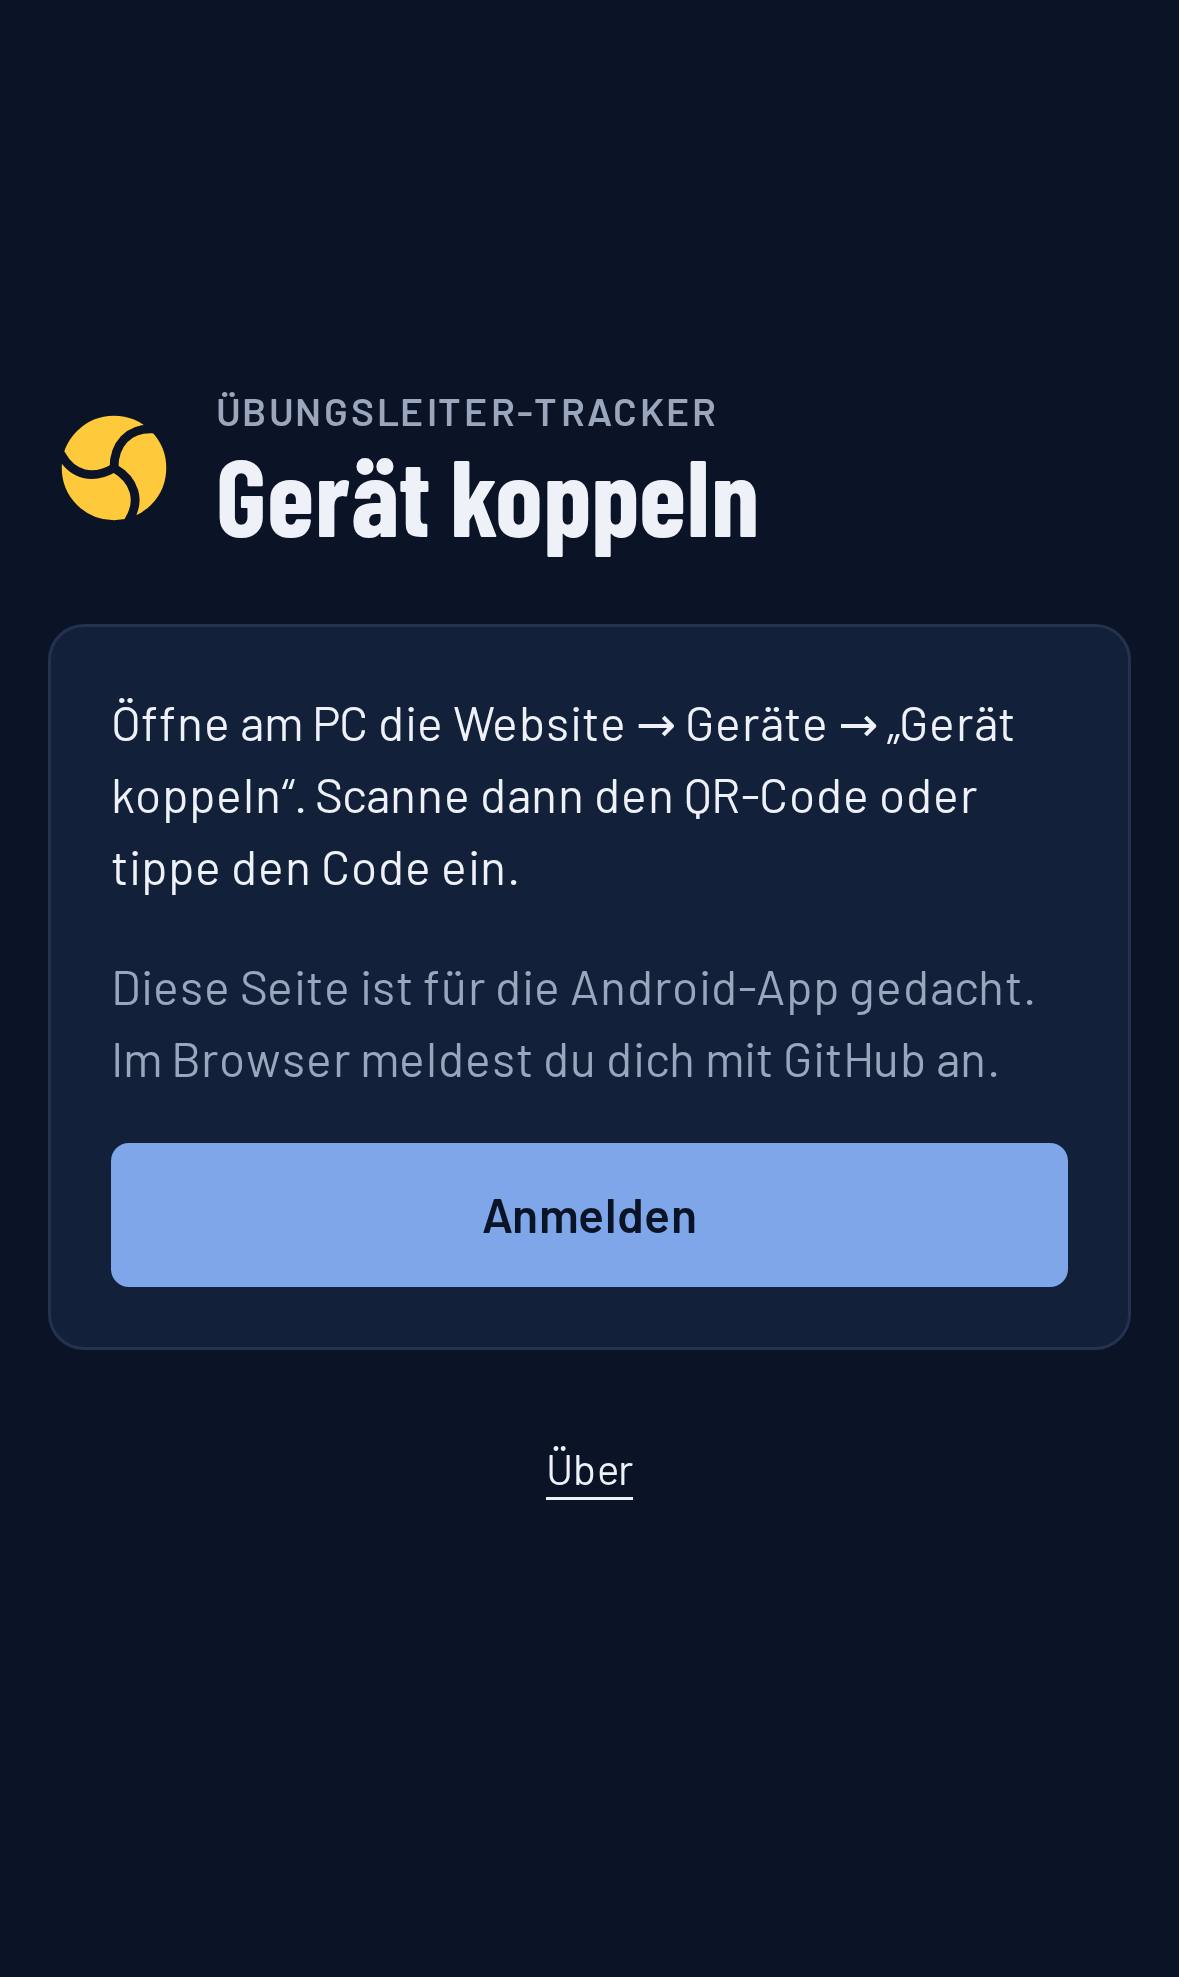 ÜBUNGSLEITER-TRACKER
Gerät koppeln
Öffne am PC die Website → Geräte → „Gerät
koppeln“. Scanne dann den QR-Code oder
tippe den Code ein.
Diese Seite ist für die Android-App gedacht.
Im Browser meldest du dich mit GitHub an.
Anmelden
Über